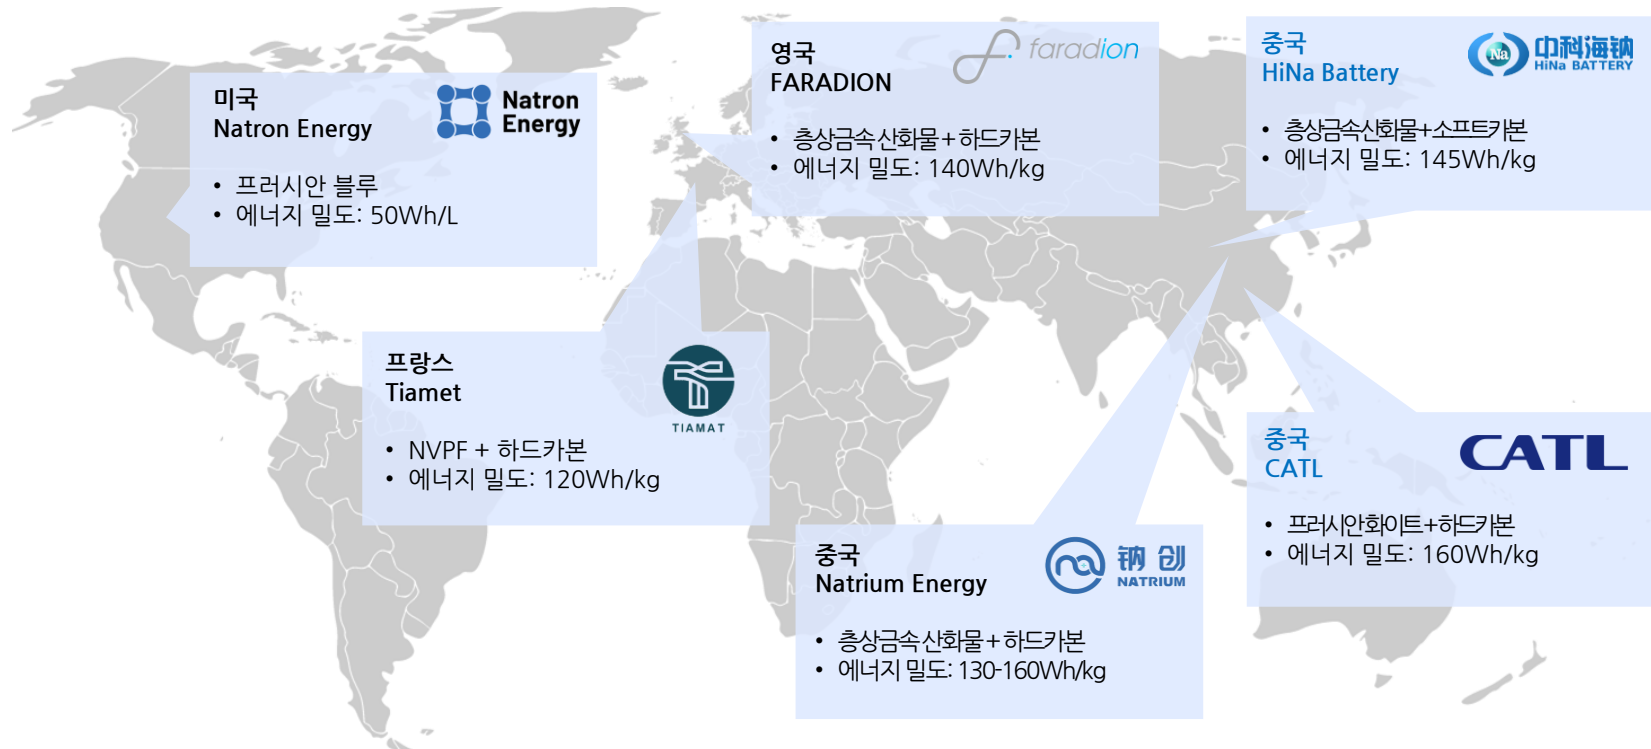 미국
Natron Energy
Natron
Energy
• 프러시안 블루
• 에너지 밀도: 50Wh/L
영국
FARADION
faradion
• 층상금속 산화물 + 하드카본
• 에너지 밀도: 140Wh/kg
중국
HiNa Battery
Na
中科海钠
HiNa BATTERY
• 층상금속산화물+소프트카본
• 에너지 밀도: 145Wh/kg
프랑스
Tiamet
TIAMAT
• NVPF + 하드카본
• 에너지 밀도: 120Wh/kg
중국
Natrium Energy
钠创
NATRIUM
• 층상금속 산화물 + 하드카본
• 에너지 밀도: 130-160Wh/kg
중국
CATL
CATL
• 프러시안 화이트 + 하드카본
• 에너지 밀도: 160Wh/kg